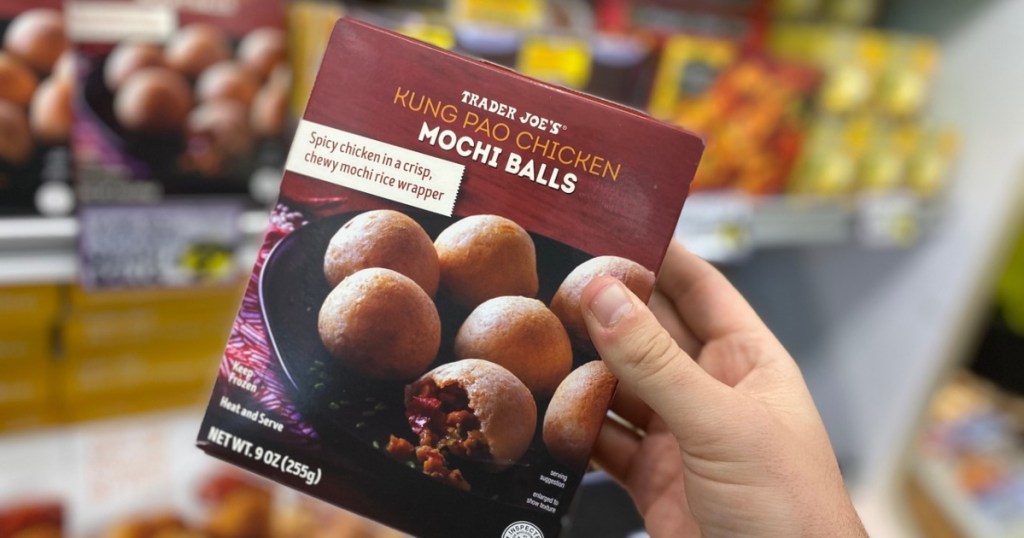 TRADER JOE'S®
KUNG PAO CHICKEN
MOCHI BALLS
Spicy chicken in a crisp,
chewy mochi rice wrapper
Keep
Frozen
Heat and Serve
NET WT. 9 OZ (255g)
serving
suggestion
enlarged to
show texture
INSPECT